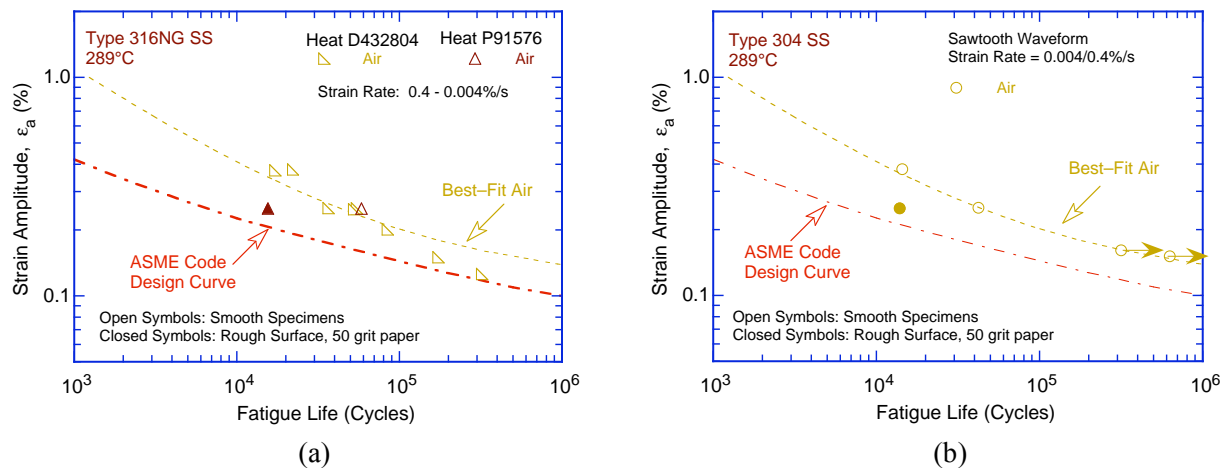 Type 316NG SS
289°C
Heat D432804
Air
Heat P91576
Air
Strain Rate: 0.4 - 0.004%/s
Best–Fit Air
ASME Code
Design Curve
Open Symbols: Smooth Specimens
Closed Symbols: Rough Surface, 50 grit paper
Strain Amplitude, εa (%)
1.0
0.1
10³
10⁴
10⁵
10⁶
Fatigue Life (Cycles)
(a)
Type 304 SS
289°C
Sawtooth Waveform
Strain Rate = 0.004/0.4%/s
Air
Best–Fit Air
ASME Code
Design Curve
Open Symbols: Smooth Specimens
Closed Symbols: Rough Surface, 50 grit paper
Strain Amplitude, εa (%)
1.0
0.1
10³
10⁴
10⁵
10⁶
Fatigue Life (Cycles)
(b)